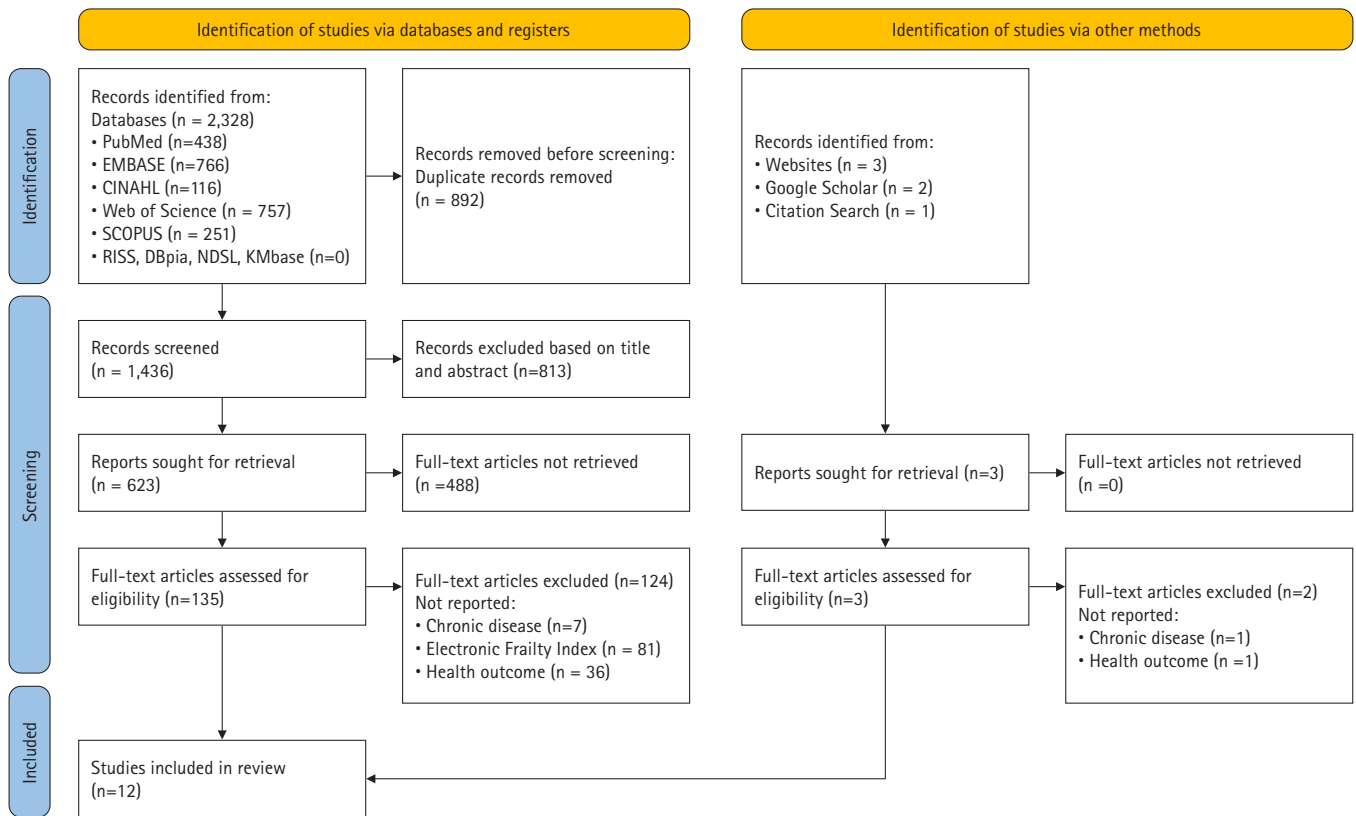 Identification of studies via databases and registers
Identification of studies via other methods
Identification
Records identified from:
Databases (n = 2,328)
• PubMed (n=438)
• EMBASE (n=766)
• CINAHL (n=116)
• Web of Science (n = 757)
• SCOPUS (n = 251)
• RISS, DBpia, NDSL, KMbase (n=0)
Records removed before screening:
Duplicate records removed
(n = 892)
Records identified from:
• Websites (n = 3)
• Google Scholar (n = 2)
• Citation Search (n = 1)
Screening
Records screened
(n = 1,436)
Records excluded based on title
and abstract (n=813)
Reports sought for retrieval
(n = 623)
Full-text articles not retrieved
(n =488)
Reports sought for retrieval (n=3)
Full-text articles not retrieved
(n =0)
Full-text articles assessed for
eligibility (n=135)
Full-text articles excluded (n=124)
Not reported:
• Chronic disease (n=7)
• Electronic Frailty Index (n = 81)
• Health outcome (n = 36)
Full-text articles assessed for
eligibility (n=3)
Full-text articles excluded (n=2)
Not reported:
• Chronic disease (n=1)
• Health outcome (n =1)
Included
Studies included in review
(n=12)